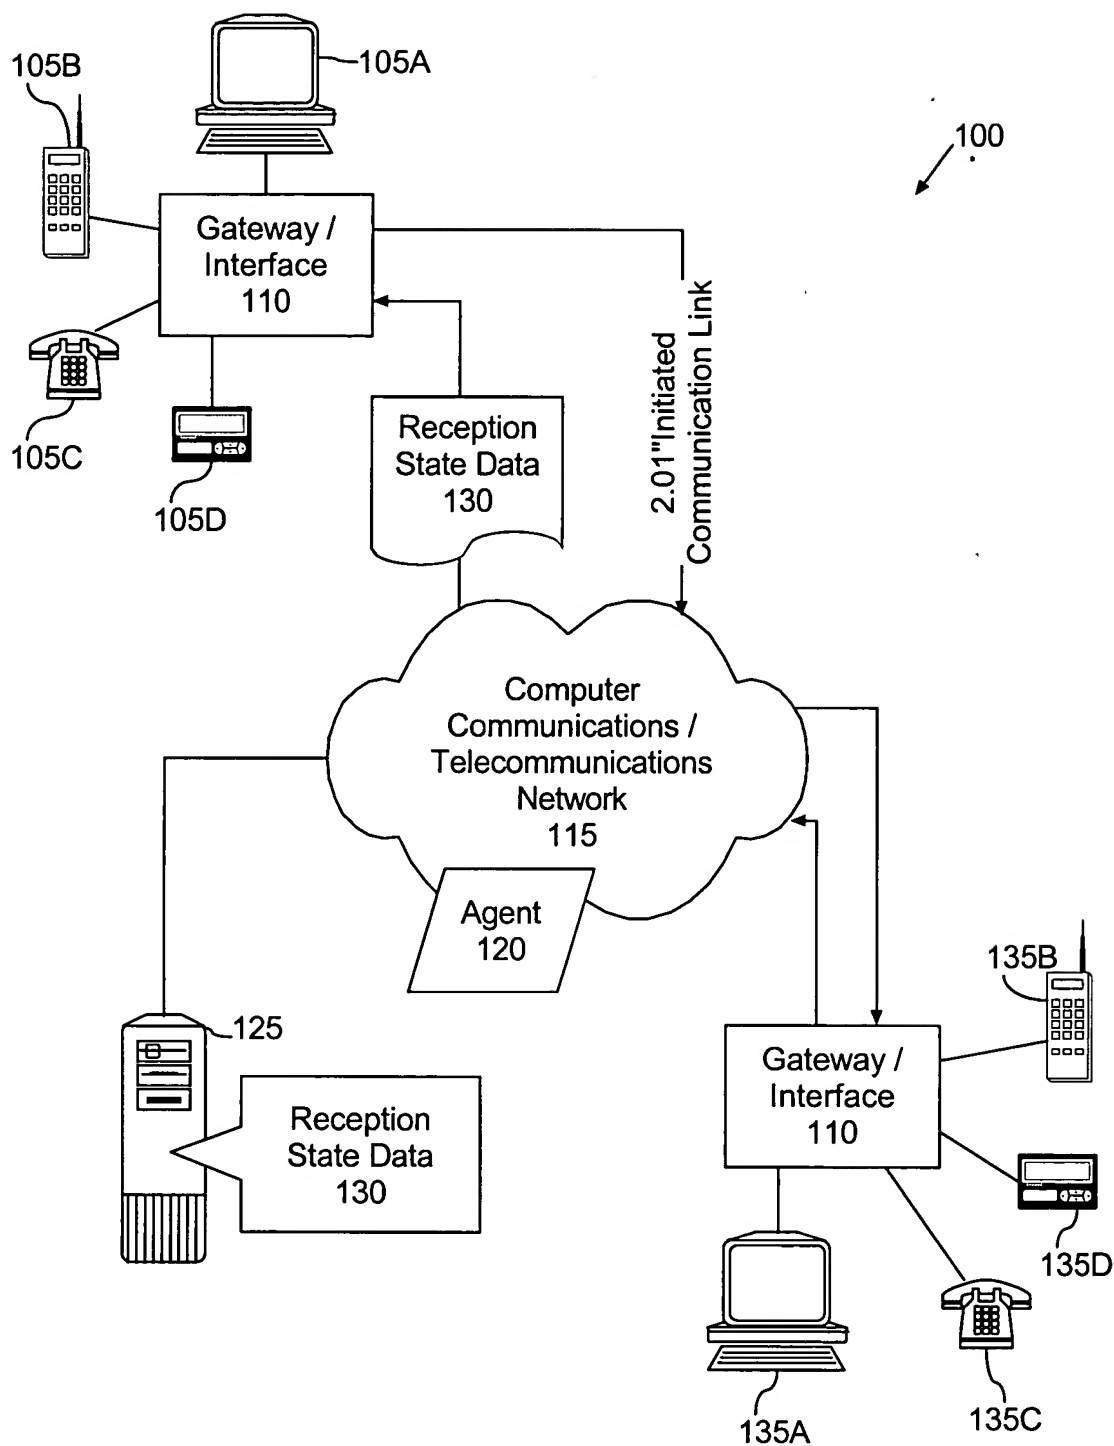 105A
105B
100
Gateway /
Interface
110
2.01"Initiated
Communication Link
105C
105D
Reception
State Data
130
Computer
Communications /
Telecommunications
Network
115
Agent
120
125
Reception
State Data
130
135B
Gateway /
Interface
110
135D
135C
135A